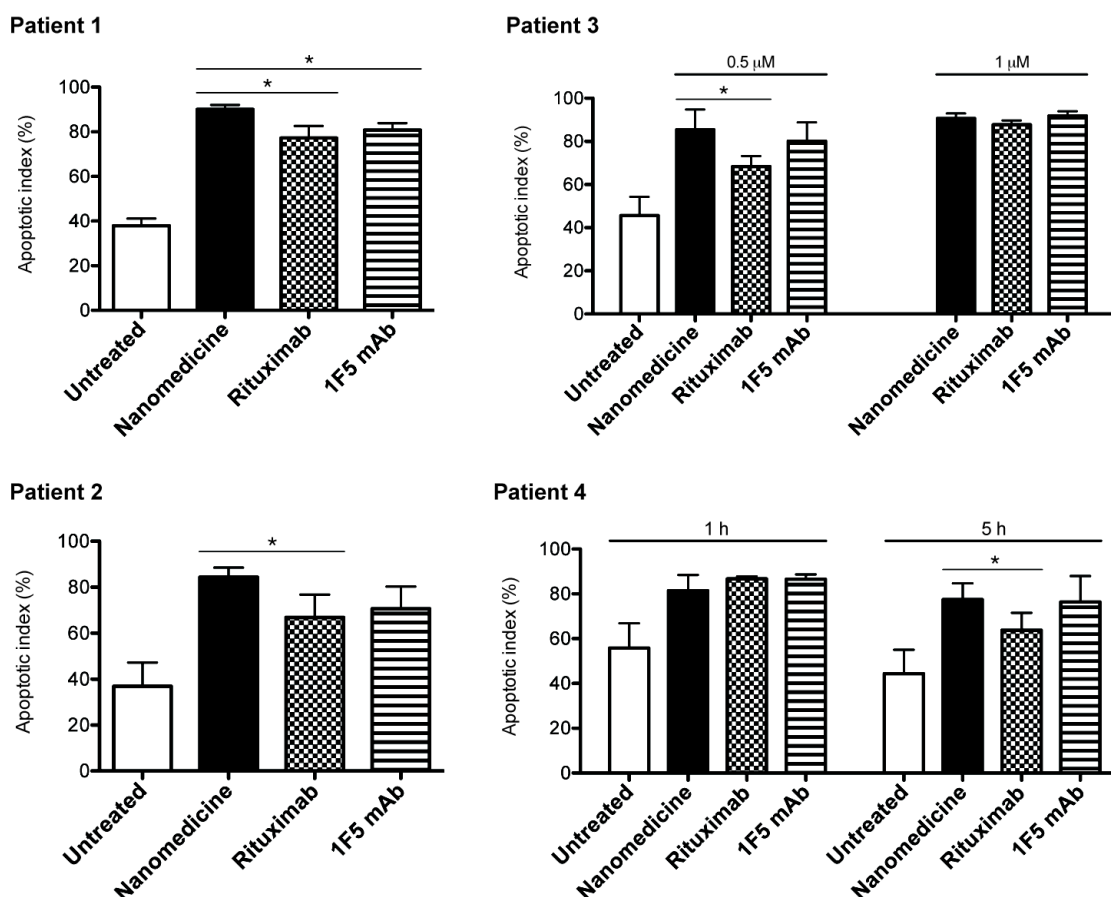 Patient 1
*
*
Apoptotic index (%)
100
80
60
40
20
0
Untreated
Nanomedicine
Rituximab
1F5 mAb
Patient 3
0.5 μM
1 μM
*
Apoptotic index (%)
100
80
60
40
20
0
Untreated
Nanomedicine
Rituximab
1F5 mAb
Nanomedicine
Rituximab
1F5 mAb
Patient 2
*
Apoptotic index (%)
100
80
60
40
20
0
Untreated
Nanomedicine
Rituximab
1F5 mAb
Patient 4
1 h
5 h
*
Apoptotic index (%)
100
80
60
40
20
0
Untreated
Nanomedicine
Rituximab
1F5 mAb
Untreated
Nanomedicine
Rituximab
1F5 mAb